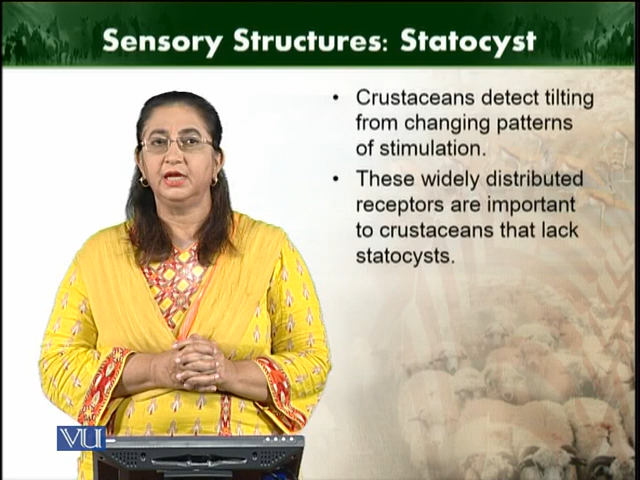 Sensory Structures: Statocyst
• Crustaceans detect tilting
from changing patterns
of stimulation.
• These widely distributed
receptors are important
to crustaceans that lack
statocysts.
VU